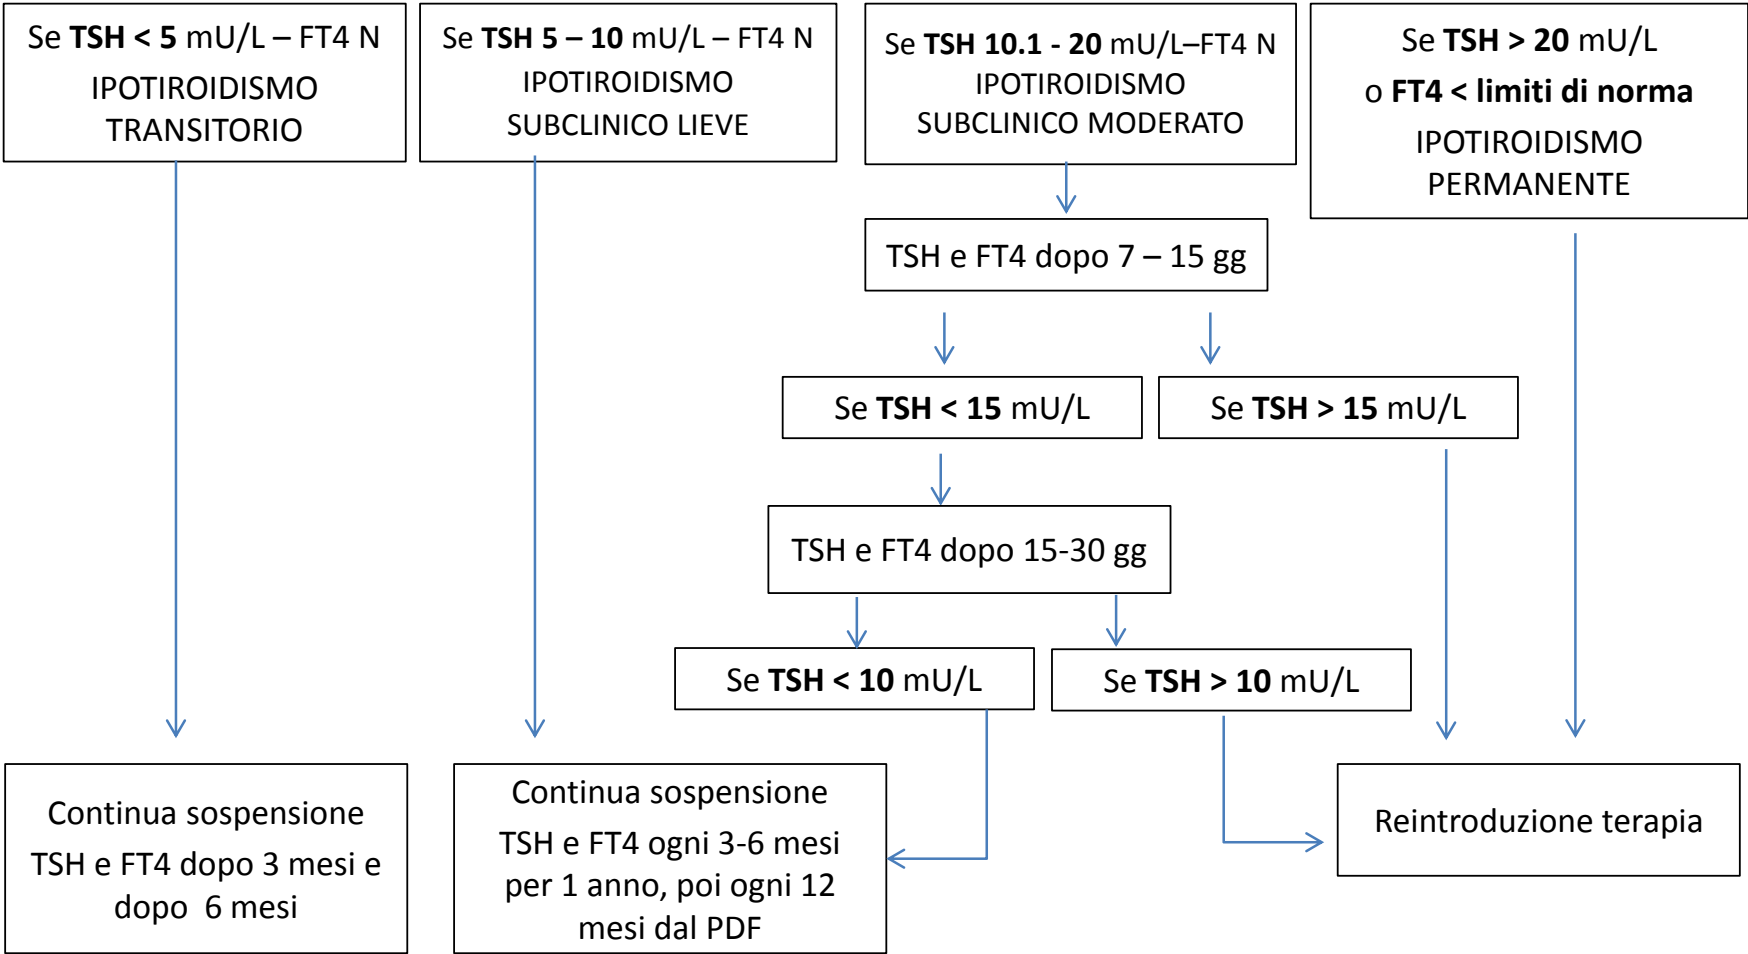 Se TSH < 5 mU/L – FT4 N
IPOTIROIDISMO
TRANSITORIO
Se TSH 5 – 10 mU/L – FT4 N
IPOTIROIDISMO
SUBCLINICO LIEVE
Se TSH 10.1 - 20 mU/L–FT4 N
IPOTIROIDISMO
SUBCLINICO MODERATO
Se TSH > 20 mU/L
o FT4 < limiti di norma
IPOTIROIDISMO
PERMANENTE
TSH e FT4 dopo 7 – 15 gg
Se TSH < 15 mU/L
Se TSH > 15 mU/L
TSH e FT4 dopo 15-30 gg
Se TSH < 10 mU/L
Se TSH > 10 mU/L
Continua sospensione
TSH e FT4 dopo 3 mesi e
dopo 6 mesi
Continua sospensione
TSH e FT4 ogni 3-6 mesi
per 1 anno, poi ogni 12
mesi dal PDF
Reintroduzione terapia